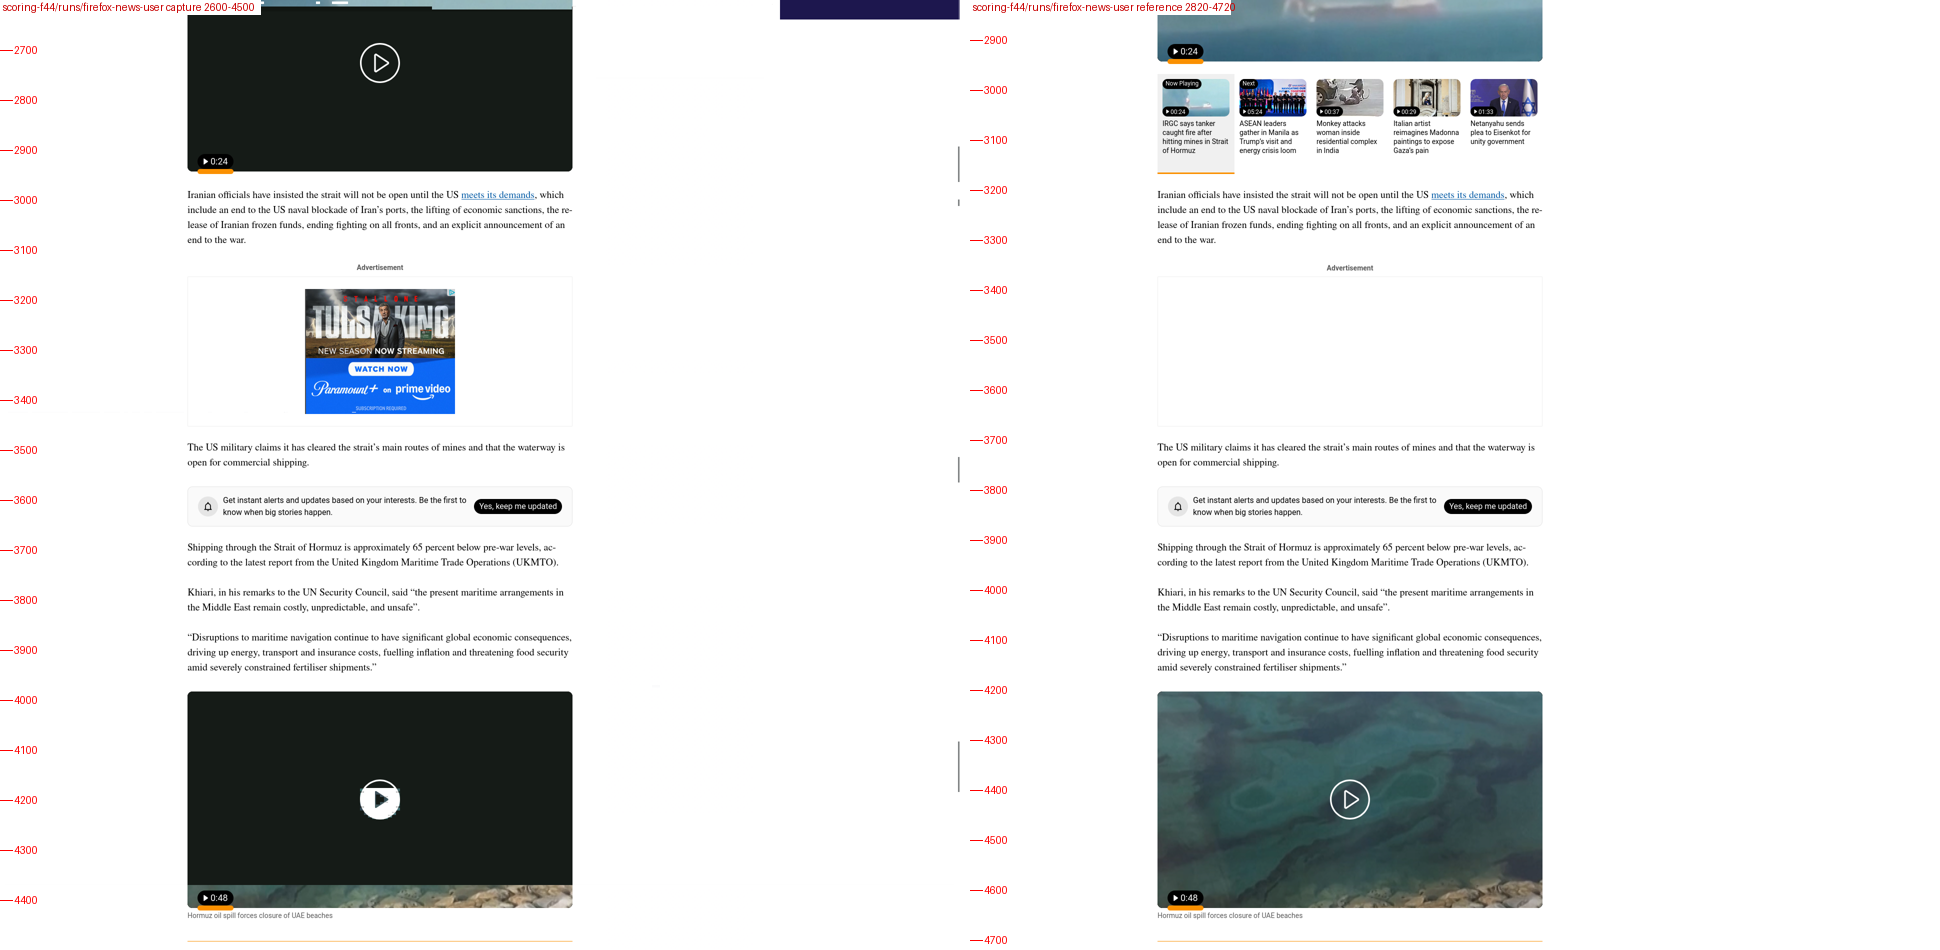 scoring-f44/runs/firefox-news-user capture 2600-4500
2700
2800
2900
3000
3100
3200
3300
3400
3500
3600
3700
3800
3900
4000
4100
4200
4300
4400
0:24
Iranian officials have insisted the strait will not be open until the US meets its demands, which
include an end to the US naval blockade of Iran’s ports, the lifting of economic sanctions, the re-
lease of Iranian frozen funds, ending fighting on all fronts, and an explicit announcement of an
end to the war.
Advertisement
TULSA KING
NEW SEASON NOW STREAMING
WATCH NOW
Paramount+ on prime video
SUBSCRIPTION REQUIRED
The US military claims it has cleared the strait’s main routes of mines and that the waterway is
open for commercial shipping.
Get instant alerts and updates based on your interests. Be the first to
know when big stories happen.
Yes, keep me updated
Shipping through the Strait of Hormuz is approximately 65 percent below pre-war levels, ac-
cording to the latest report from the United Kingdom Maritime Trade Operations (UKMTO).
Khiari, in his remarks to the UN Security Council, said “the present maritime arrangements in
the Middle East remain costly, unpredictable, and unsafe”.
“Disruptions to maritime navigation continue to have significant global economic consequences,
driving up energy, transport and insurance costs, fuelling inflation and threatening food security
amid severely constrained fertiliser shipments.”
0:48
Hormuz oil spill forces closure of UAE beaches
scoring-f44/runs/firefox-news-user reference 2820-4720
2900
3000
3100
3200
3300
3400
3500
3600
3700
3800
3900
4000
4100
4200
4300
4400
4500
4600
4700
0:24
Now Playing
00:24
IRGC says tanker
caught fire after
hitting mines in Strait
of Hormuz
Next
05:24
ASEAN leaders
gather in Manila as
Trump’s visit and
energy crisis loom
00:37
Monkey attacks
woman inside
residential complex
in India
00:29
Italian artist
reimagines Madonna
paintings to expose
Gaza’s pain
01:33
Netanyahu sends
plea to Eisenkot for
unity government
Iranian officials have insisted the strait will not be open until the US meets its demands, which
include an end to the US naval blockade of Iran’s ports, the lifting of economic sanctions, the re-
lease of Iranian frozen funds, ending fighting on all fronts, and an explicit announcement of an
end to the war.
Advertisement
The US military claims it has cleared the strait’s main routes of mines and that the waterway is
open for commercial shipping.
Get instant alerts and updates based on your interests. Be the first to
know when big stories happen.
Yes, keep me updated
Shipping through the Strait of Hormuz is approximately 65 percent below pre-war levels, ac-
cording to the latest report from the United Kingdom Maritime Trade Operations (UKMTO).
Khiari, in his remarks to the UN Security Council, said “the present maritime arrangements in
the Middle East remain costly, unpredictable, and unsafe”.
“Disruptions to maritime navigation continue to have significant global economic consequences,
driving up energy, transport and insurance costs, fuelling inflation and threatening food security
amid severely constrained fertiliser shipments.”
0:48
Hormuz oil spill forces closure of UAE beaches